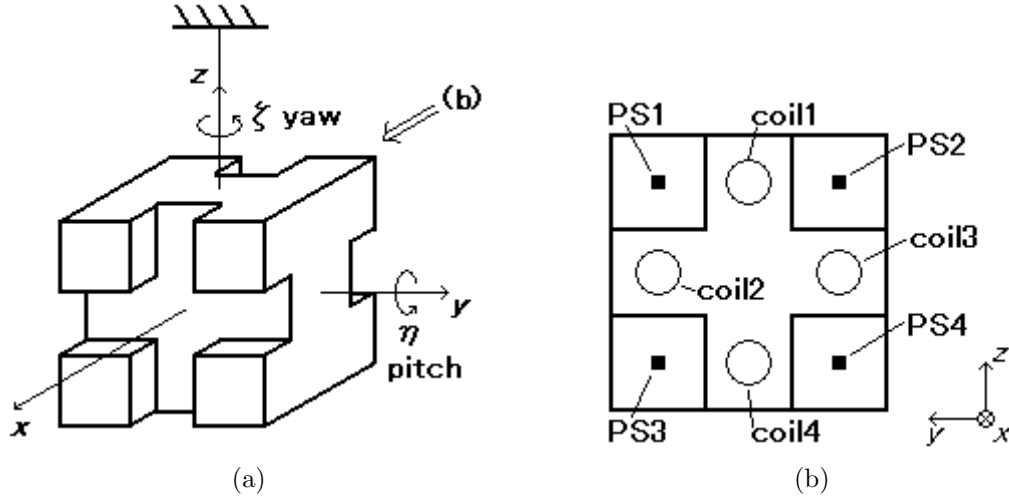 z
ζ yaw
(b)
y
η
pitch
x
(a)
PS1
coil1
PS2
coil3
coil2
PS4
PS3
coil4
z
y
x
(b)